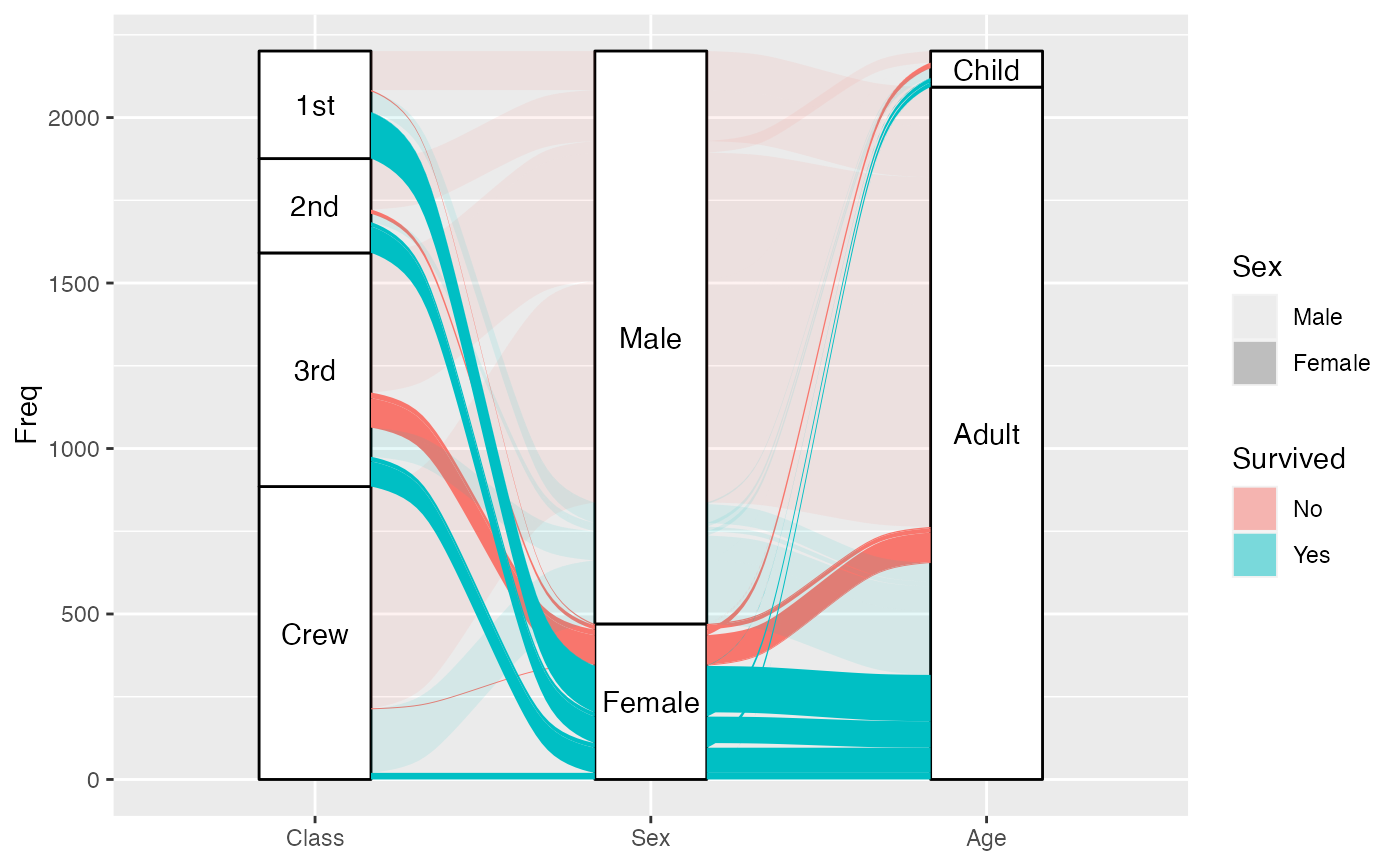 Freq
2000
1500
1000
500
0
1st
2nd
3rd
Crew
Male
Female
Child
Adult
Class
Sex
Age
Sex
Male
Female
Survived
No
Yes